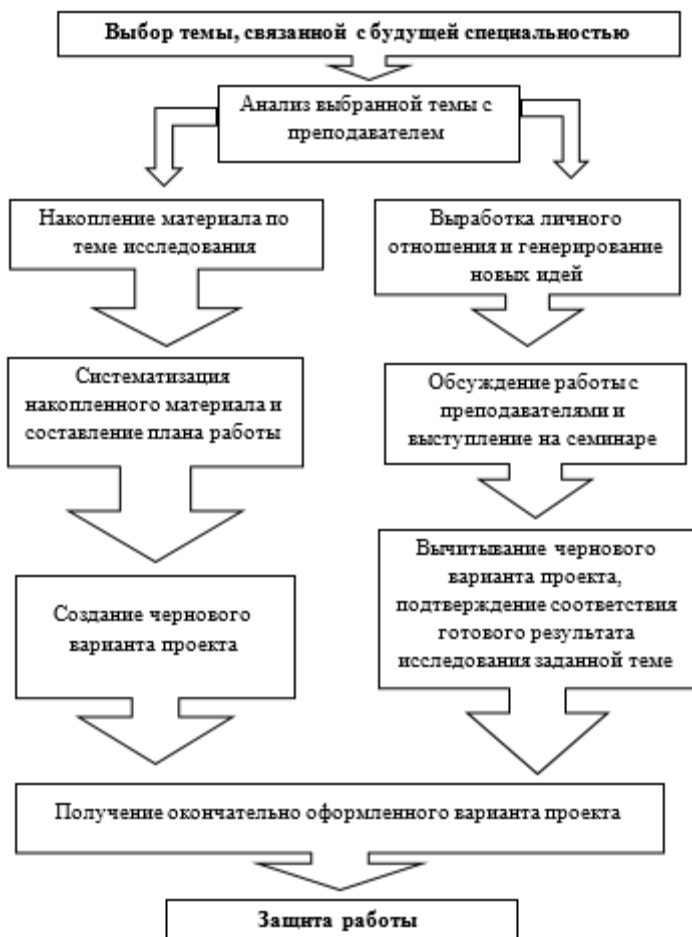 Выбор темы, связанной с будущей специальностью
Анализ выбранной темы с
преподавателем
Накопление материала по
теме исследования
Выработка личного
отношения и генерирование
новых идей
Систематизация
накопленного материала и
составление плана работы
Обсуждение работы с
преподавателями и
выступление на семинаре
Создание чернового
варианта проекта
Вычитывание чернового
варианта проекта,
подтверждение соответствия
готового результата
исследования заданной теме
Получение окончательно оформленного варианта проекта
Защита работы